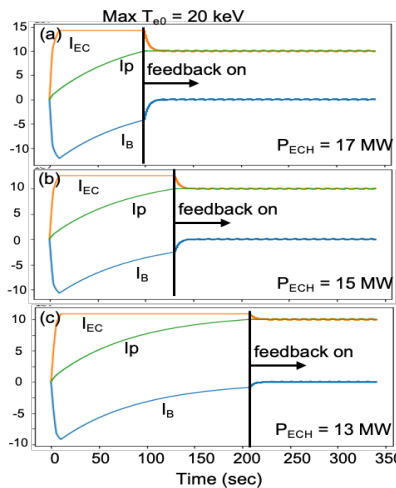 Max Te0 = 20 keV
15
(a)
IEC
10
Ip
feedback on
5
0
-5
IB
-10
PECH = 17 MW
(b)
IEC
10
Ip
feedback on
5
0
-5
IB
-10
PECH = 15 MW
(c)
IEC
10
Ip
feedback on
5
0
IB
-5
-10
PECH = 13 MW
0 50 100 150 200 250 300 350
Time (sec)